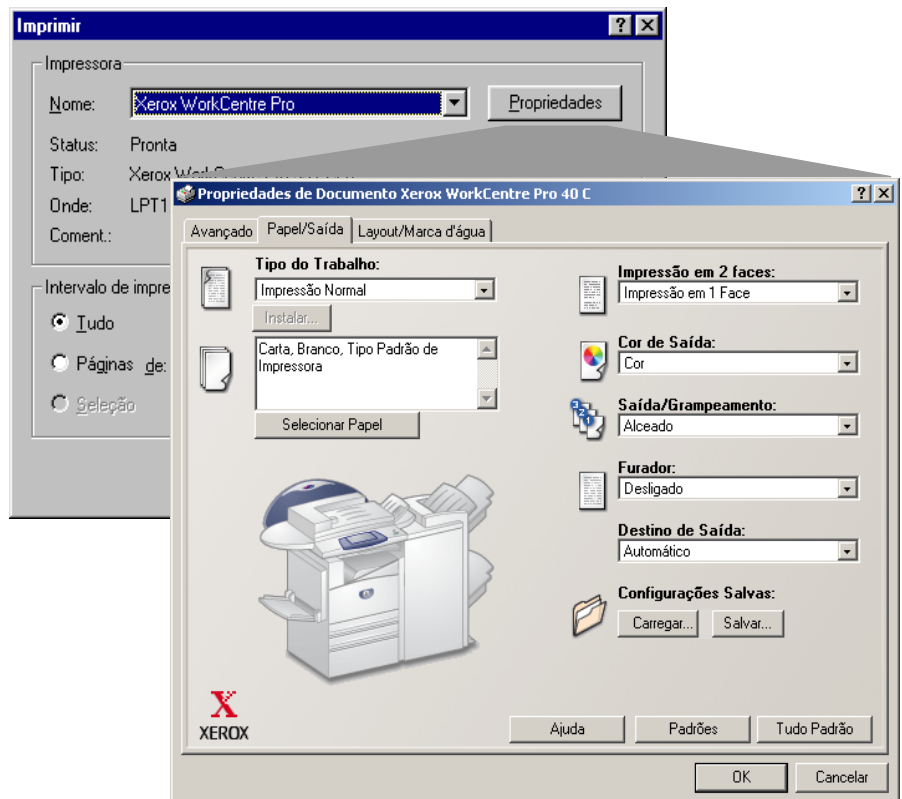 Imprimir
Impressora
Nome: Xerox WorkCentre Pro Propriedades
Status: Pronta
Tipo: Xerox
Onde: LPT1
Coment.:
Intervalo de impre
Tudo
Páginas de:
Seleção
Propriedades de Documento Xerox WorkCentre Pro 40 C
Avançado Papel/Saída Layout/Marca d'água
Tipo do Trabalho:
Impressão Normal
Instalar...
Carta, Branco, Tipo Padrão de
Impressora
Selecionar Papel
Impressão em 2 faces:
Impressão em 1 Face
Cor de Saída:
Cor
Saída/Grampeamento:
Alceado
Furador:
Desligado
Destino de Saída:
Automático
Configurações Salvas:
Carregar... Salvar...
X
XEROX
Ajuda Padrões Tudo Padrão
OK Cancelar